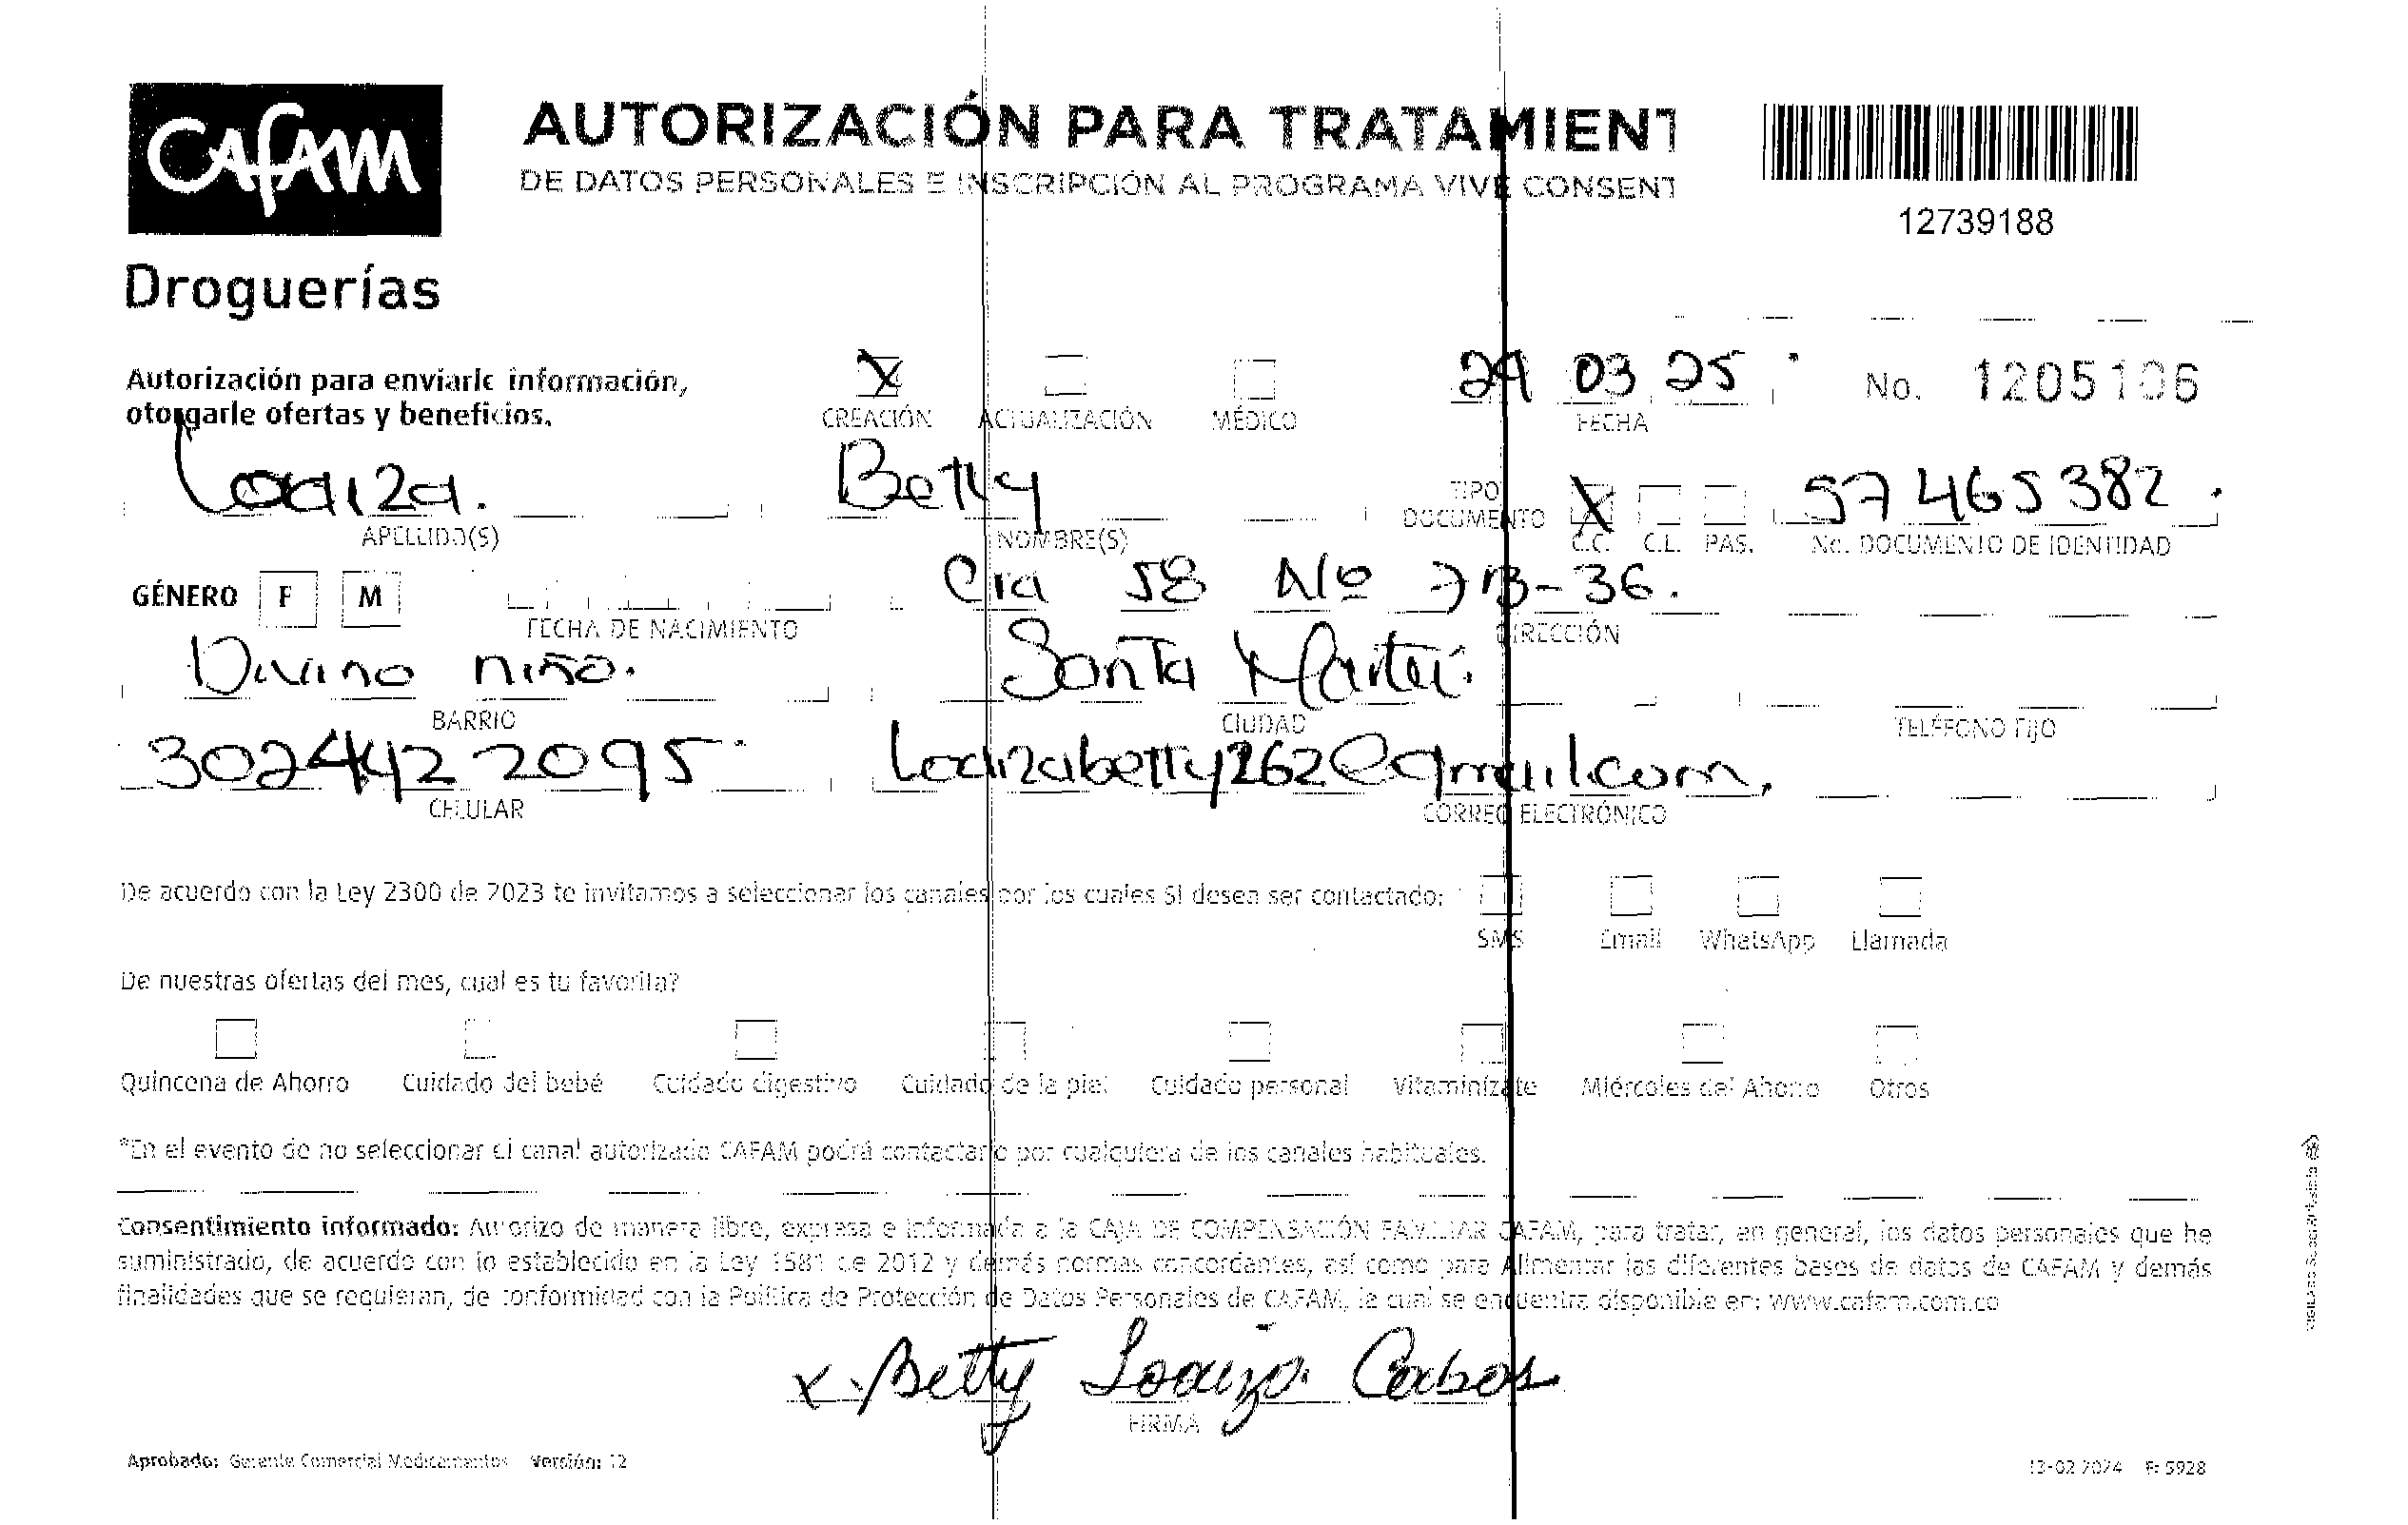 CAFAM
Droguerías
AUTORIZACIÓN PARA TRATAMIENT
DE DATOS PERSONALES E INSCRIPCIÓN AL PROGRAMA VIVE CONSENT
12739188
Autorización para enviarle información,
otorgarle ofertas y beneficios.
X
CREACIÓN ACTUALIZACIÓN MÉDICO
29 03 25
FECHA
No. 1205106
Loaiza. Betty
APELLIDO(S) NOMBRE(S)
TIPO DOCUMENTO X C.C. C.E. PAS.
57465382.
No. DOCUMENTO DE IDENTIDAD
GÉNERO F M
FECHA DE NACIMIENTO
Cra 58 Nº 7B-36.
DIRECCIÓN
Divino niño. Santa Marta.
BARRIO CIUDAD TELÉFONO FIJO
3024422095 Loaizabetty262@gmail.com.
CELULAR CORREO ELECTRÓNICO
De acuerdo con la Ley 2300 de 2023 te invitamos a seleccionar los canales por los cuales SI desea ser contactado:
SMS Email WhatsApp Llamada
De nuestras ofertas del mes, cual es tu favorita?
Quincena de Ahorro Cuidado del bebé Cuidado digestivo Cuidado de la piel Cuidado personal Vitaminízate Miércoles del Ahorro Otros
*En el evento de no seleccionar el canal autorizado CAFAM podrá contactarlo por cualquiera de los canales habituales.
Consentimiento informado: Autorizo de manera libre, expresa e informada a la CAJA DE COMPENSACIÓN FAMILIAR CAFAM, para tratar, en general, los datos personales que he
suministrado, de acuerdo con lo establecido en la Ley 1581 de 2012 y demás normas concordantes, así como para Alimentar las diferentes bases de datos de CAFAM y demás
finalidades que se requieran, de conformidad con la Política de Protección de Datos Personales de CAFAM, la cual se encuentra disponible en: www.cafam.com.co
X Betty Loaiza Cobos
FIRMA
Aprobado: Gerente Comercial Medicamentos Versión: 12
13-02 2024 F: 5928